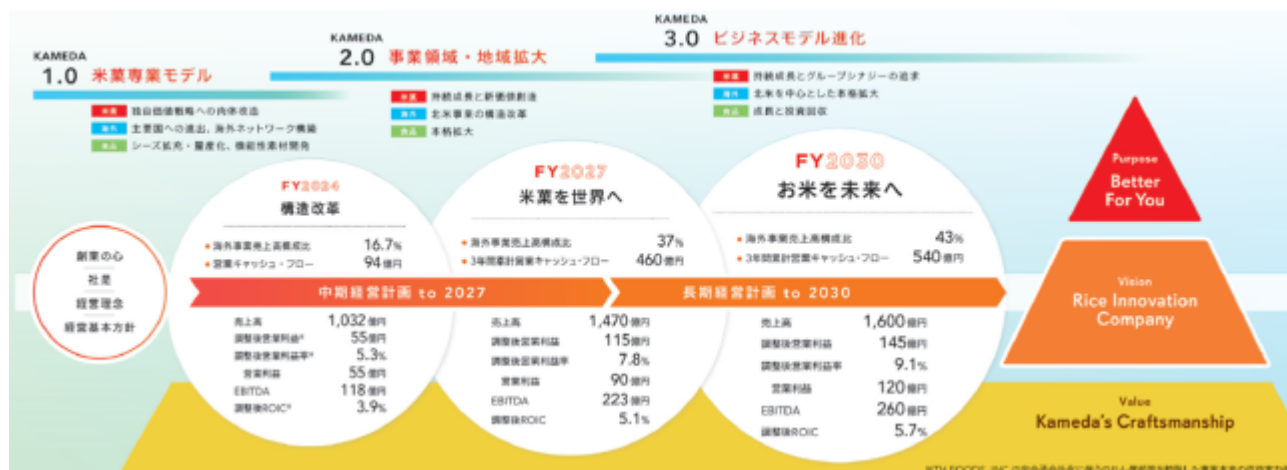 KAMEDA
1.0 米菓専業モデル
米菓 独自価値戦略への肉体改造
海外 主要国への進出、海外ネットワーク構築
食品 シーズ拡充・量産化、機能性素材開発
KAMEDA
2.0 事業領域・地域拡大
米菓 持続成長と新価値創造
海外 北米事業の構造改革
食品 本格拡大
KAMEDA
3.0 ビジネスモデル進化
米菓 持続成長とグループシナジーの追求
海外 北米を中心とした本格拡大
食品 成長と投資回収
創業の心
社是
経営理念
経営基本方針
FY2024
構造改革
海外事業売上高構成比 16.7%
営業キャッシュ・フロー 94億円
中期経営計画 to 2027
売上高 1,032億円
調整後営業利益※ 55億円
調整後営業利益率※ 5.3%
営業利益 55億円
EBITDA 118億円
調整後ROIC※ 3.9%
FY2027
米菓を世界へ
海外事業売上高構成比 37%
3年間累計営業キャッシュ・フロー 460億円
売上高 1,470億円
調整後営業利益 115億円
調整後営業利益率 7.8%
営業利益 90億円
EBITDA 223億円
調整後ROIC 5.1%
FY2030
お米を未来へ
海外事業売上高構成比 43%
3年間累計営業キャッシュ・フロー 540億円
長期経営計画 to 2030
売上高 1,600億円
調整後営業利益 145億円
調整後営業利益率 9.1%
営業利益 120億円
EBITDA 260億円
調整後ROIC 5.7%
Purpose
Better
For You
Vision
Rice Innovation
Company
Value
Kameda's Craftsmanship